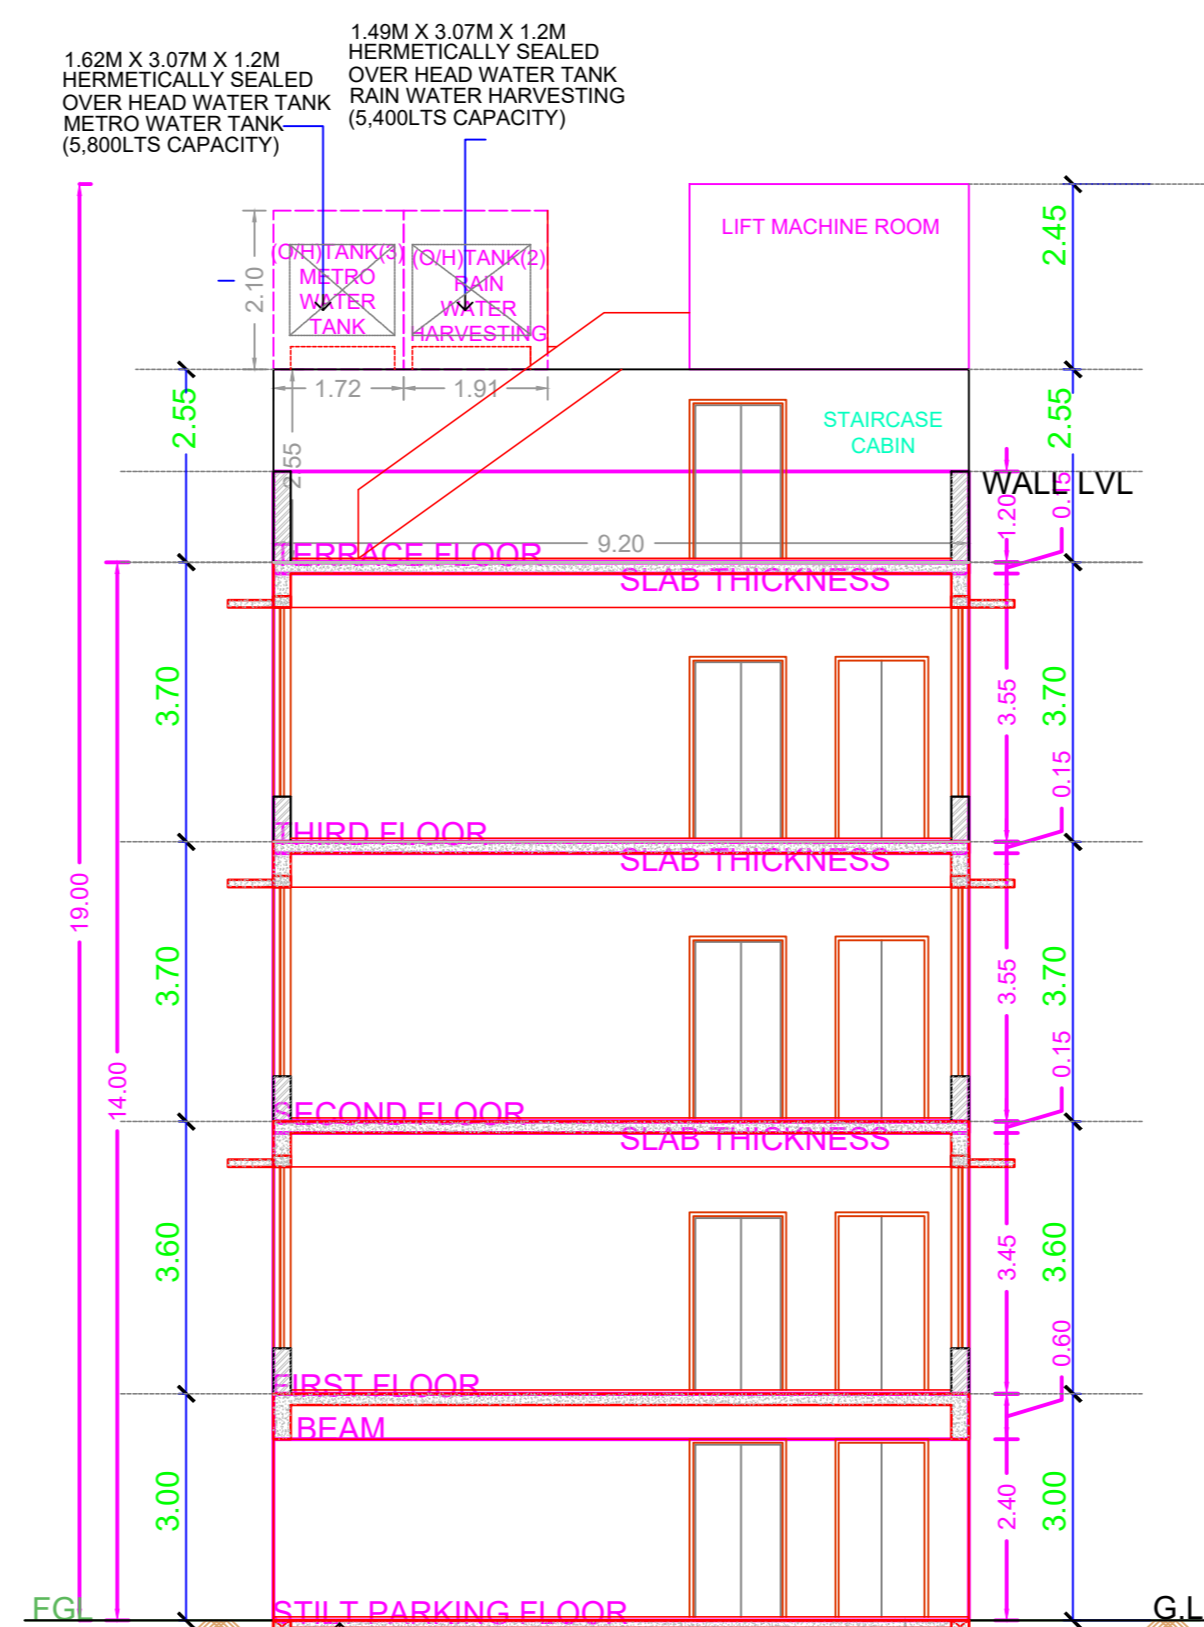 1.62M X 3.07M X 1.2M
HERMETICALLY SEALED
OVER HEAD WATER TANK
METRO WATER TANK
(5,800LTS CAPACITY)
1.49M X 3.07M X 1.2M
HERMETICALLY SEALED
OVER HEAD WATER TANK
RAIN WATER HARVESTING
(5,400LTS CAPACITY)
LIFT MACHINE ROOM
2.45
2.10
(O/H)TANK(3)
METRO
WATER
TANK
(O/H)TANK(2)
RAIN
WATER
HARVESTING
1.72
1.91
2.55
2.55
STAIRCASE
CABIN
2.55
WALL LVL
1.20
0.15
TERRACE FLOOR
9.20
SLAB THICKNESS
3.70
3.55
3.70
0.15
THIRD FLOOR
SLAB THICKNESS
19.00
3.70
3.55
3.70
0.15
14.00
SECOND FLOOR
SLAB THICKNESS
3.60
3.45
3.60
0.60
FIRST FLOOR
BEAM
3.00
2.40
3.00
FGL
STILT PARKING FLOOR
G.L